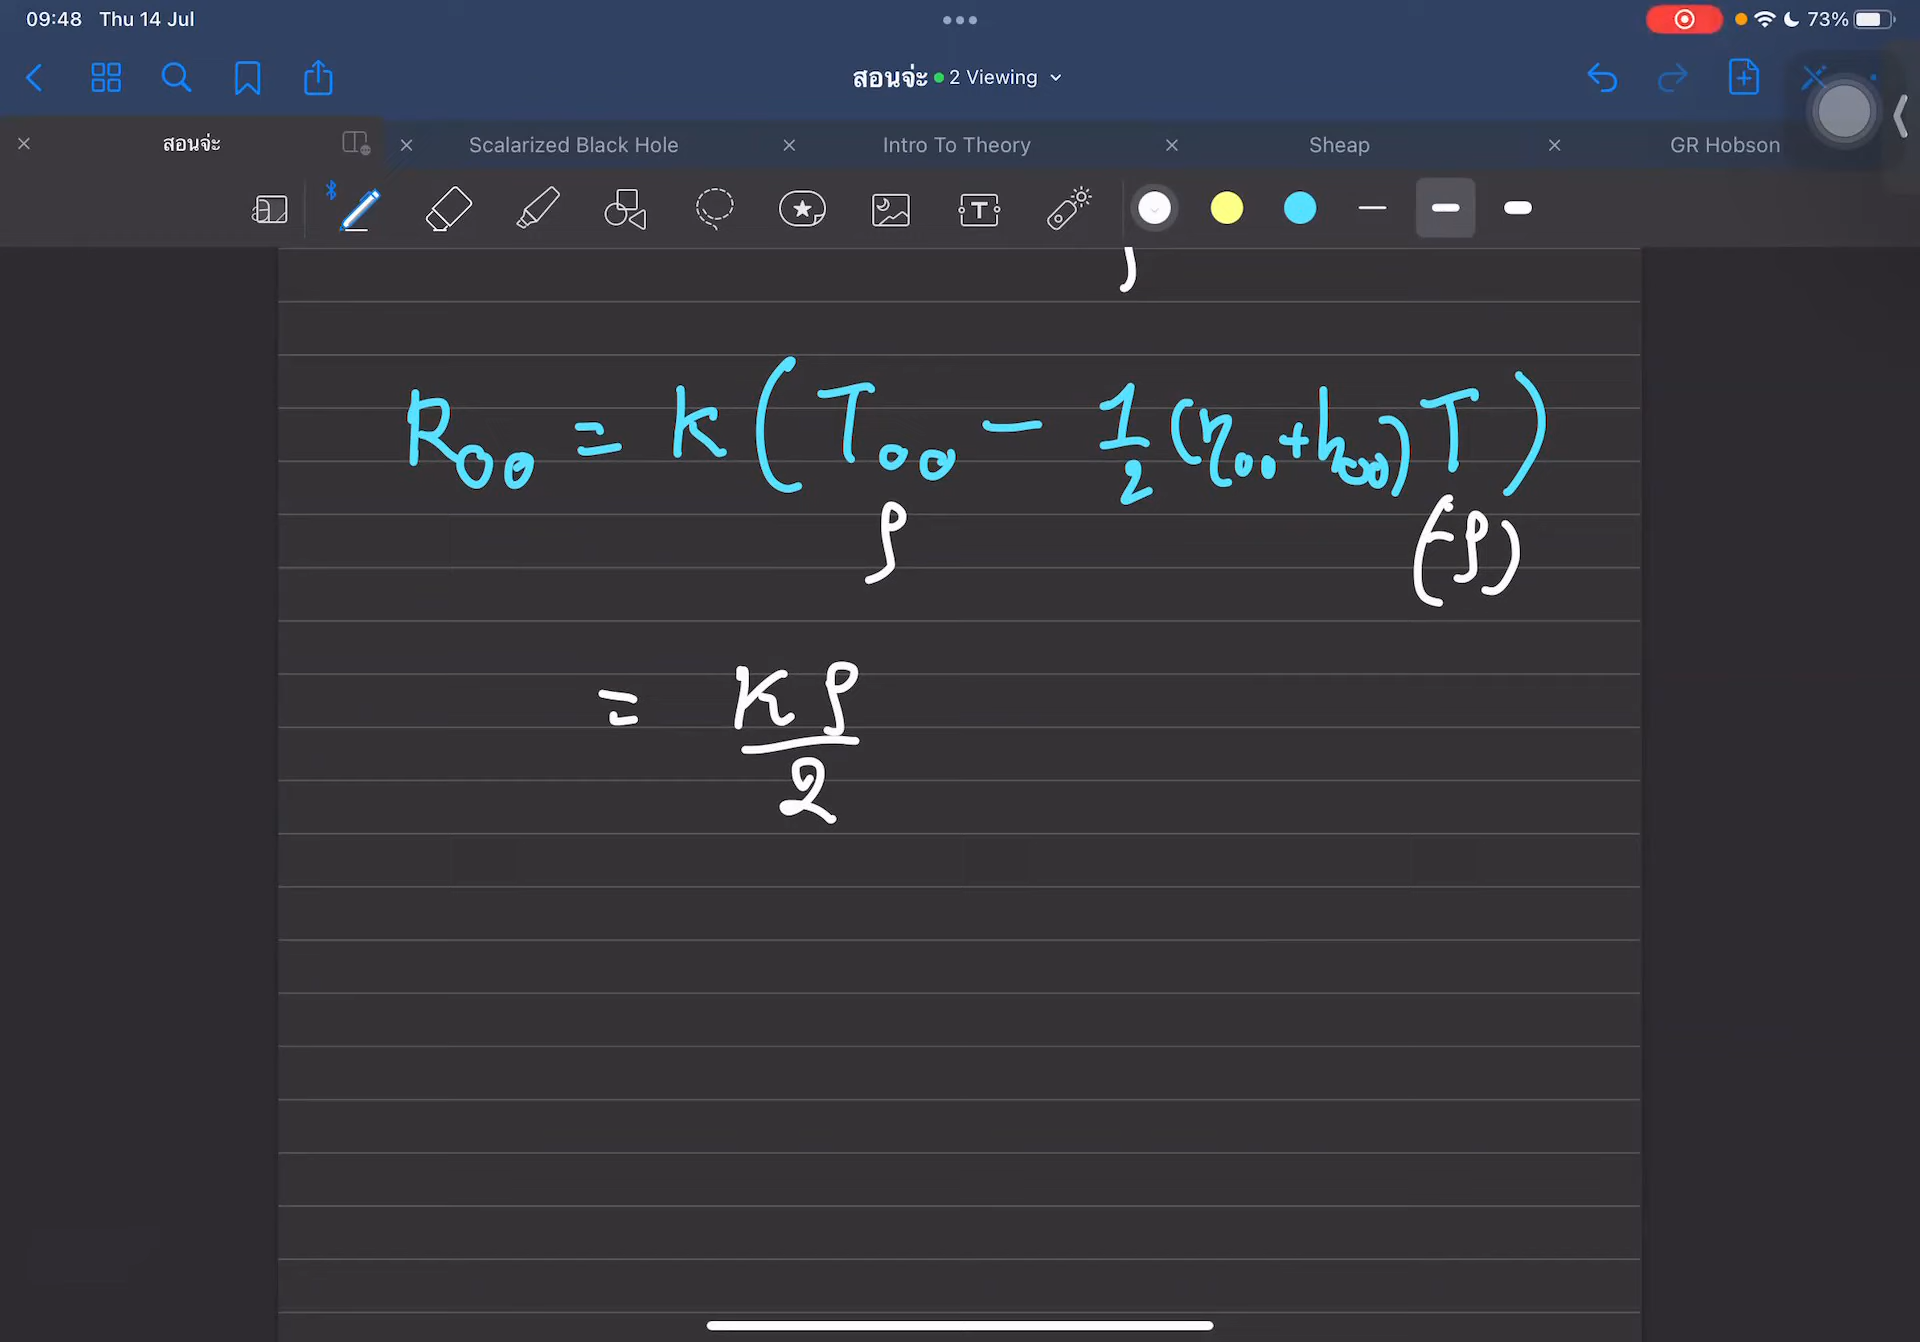 09:48 Thu 14 Jul
73%
สอนจ่ะ 2 Viewing
สอนจ่ะ Scalarized Black Hole Intro To Theory Sheap GR Hobson
R₀₀ = k ( T₀₀ − 1/2 (η₀₀ + h₀₀) T )
ρ (−ρ)
= κρ/2